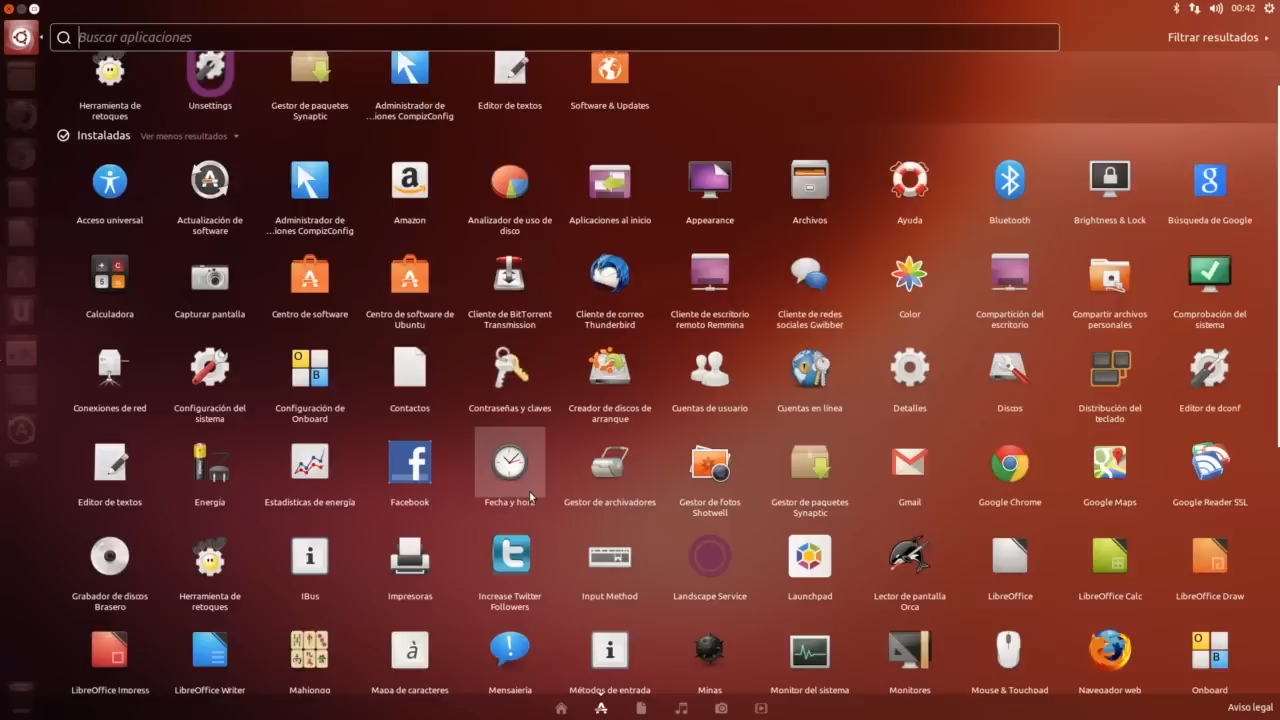 00:42
Buscar aplicaciones
Filtrar resultados
Herramienta de retoques
Unsettings
Gestor de paquetes Synaptic
Administrador de ...iones CompizConfig
Editor de textos
Software & Updates
Instaladas
Ver menos resultados
Acceso universal
Actualización de software
Administrador de ...iones CompizConfig
Amazon
Analizador de uso de disco
Aplicaciones al inicio
Appearance
Archivos
Ayuda
Bluetooth
Brightness & Lock
Búsqueda de Google
Calculadora
Capturar pantalla
Centro de software
Centro de software de Ubuntu
Cliente de BitTorrent Transmission
Cliente de correo Thunderbird
Cliente de escritorio remoto Remmina
Cliente de redes sociales Gwibber
Color
Compartición del escritorio
Compartir archivos personales
Comprobación del sistema
Conexiones de red
Configuración del sistema
Configuración de Onboard
Contactos
Contraseñas y claves
Creador de discos de arranque
Cuentas de usuario
Cuentas en línea
Detalles
Discos
Distribución del teclado
Editor de dconf
Editor de textos
Energía
Estadísticas de energía
Facebook
Fecha y hora
Gestor de archivadores
Gestor de fotos Shotwell
Gestor de paquetes Synaptic
Gmail
Google Chrome
Google Maps
Google Reader SSL
Grabador de discos Brasero
Herramienta de retoques
IBus
Impresoras
Increase Twitter Followers
Input Method
Landscape Service
Launchpad
Lector de pantalla Orca
LibreOffice
LibreOffice Calc
LibreOffice Draw
LibreOffice Impress
LibreOffice Writer
Mahjongg
Mapa de caracteres
Mensajería
Métodos de entrada
Minas
Monitor del sistema
Monitores
Mouse & Touchpad
Navegador web
Onboard
Aviso legal